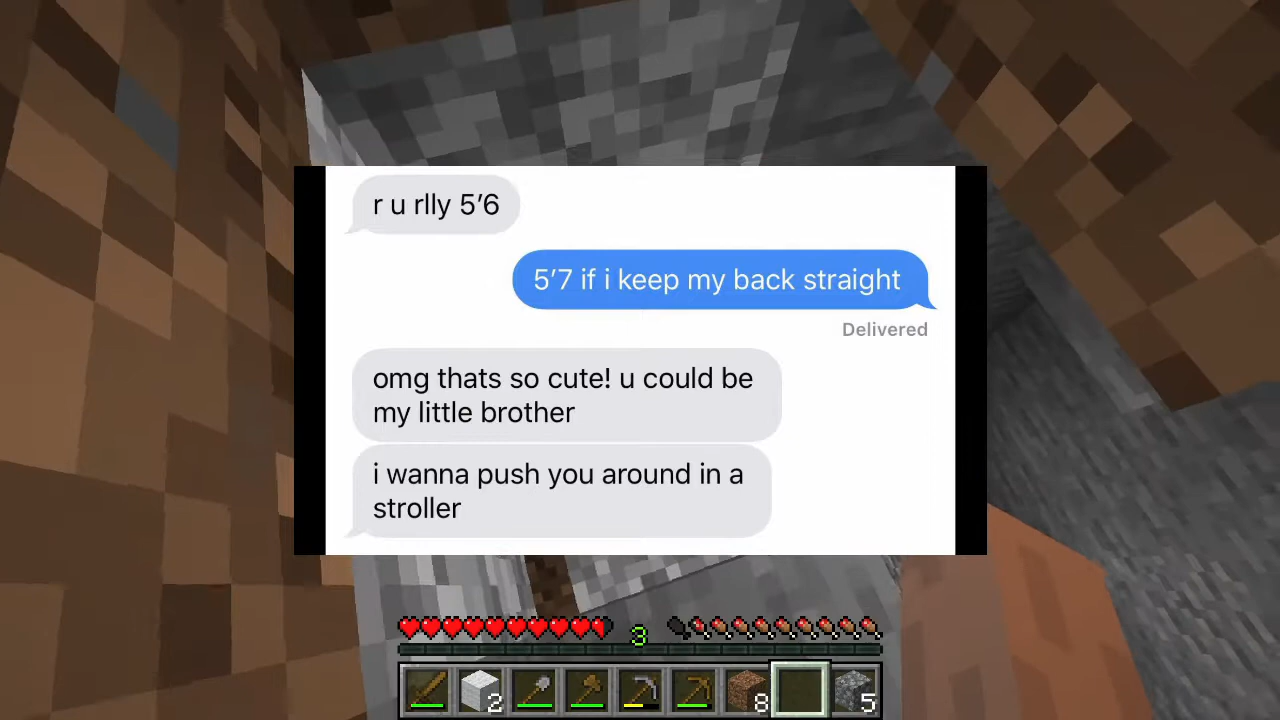 r u rlly 5’6
5’7 if i keep my back straight
Delivered
omg thats so cute! u could be
my little brother
i wanna push you around in a
stroller
3
2
8
5